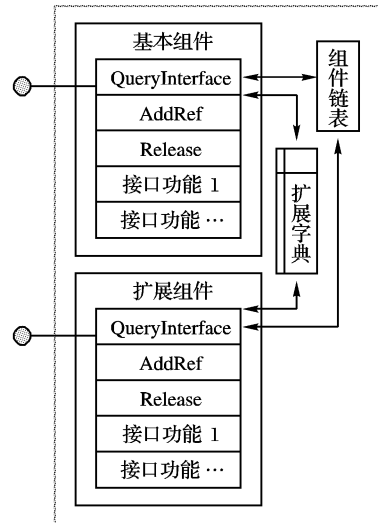 基本组件
QueryInterface
AddRef
Release
接口功能 1
接口功能 …
组件链表
扩展字典
扩展组件
QueryInterface
AddRef
Release
接口功能 1
接口功能 …